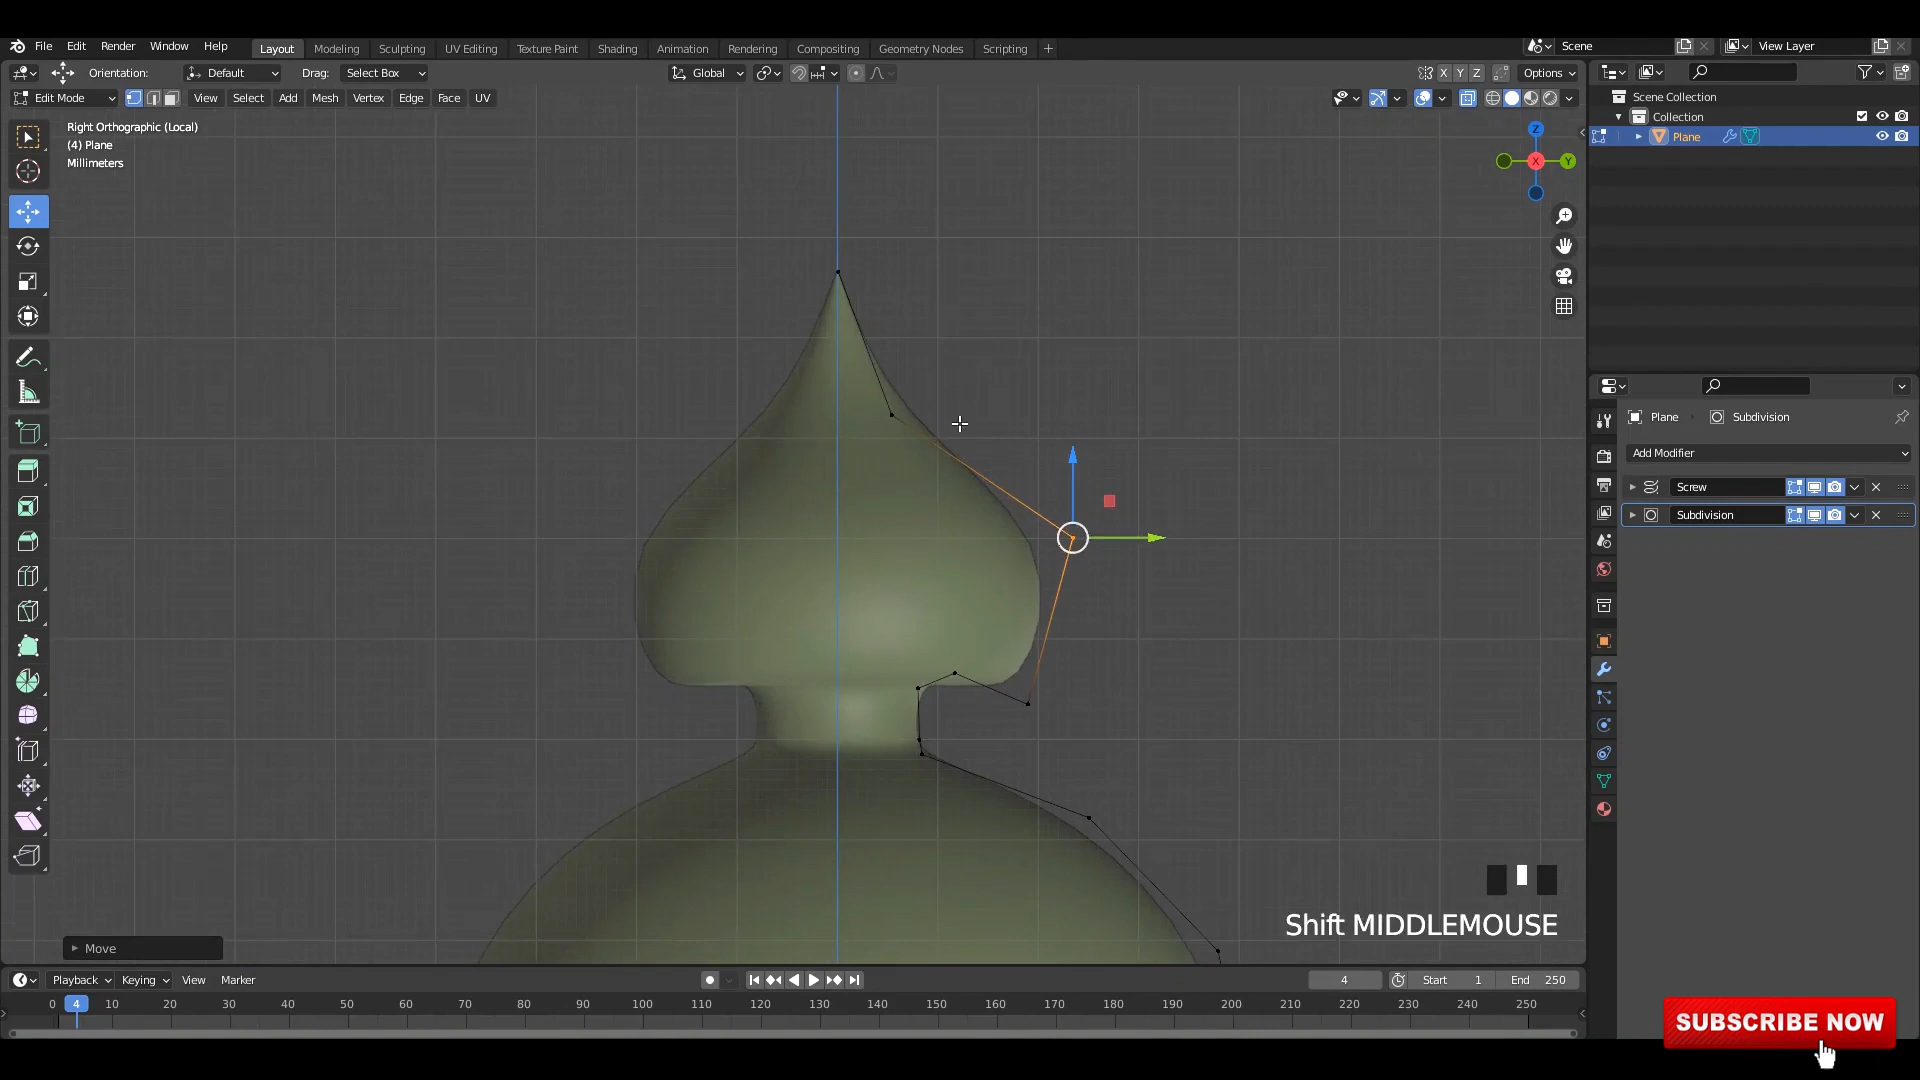 File Edit Render Window Help Layout Modeling Sculpting UV Editing Texture Paint Shading Animation Rendering Compositing Geometry Nodes Scripting + Scene View Layer
Orientation: Default Drag: Select Box Global X Y Z Options
Edit Mode View Select Add Mesh Vertex Edge Face UV
Scene Collection
Collection
Plane
Right Orthographic (Local)
(4) Plane
Millimeters
Z
Y
X
Plane Subdivision
Add Modifier
Screw
Subdivision
Shift MIDDLEMOUSE
Move
Playback Keying View Marker 4 Start 1 End 250
0 4 10 20 30 40 50 60 70 80 90 100 110 120 130 140 150 160 170 180 190 200 210 220 230 240 250
SUBSCRIBE NOW